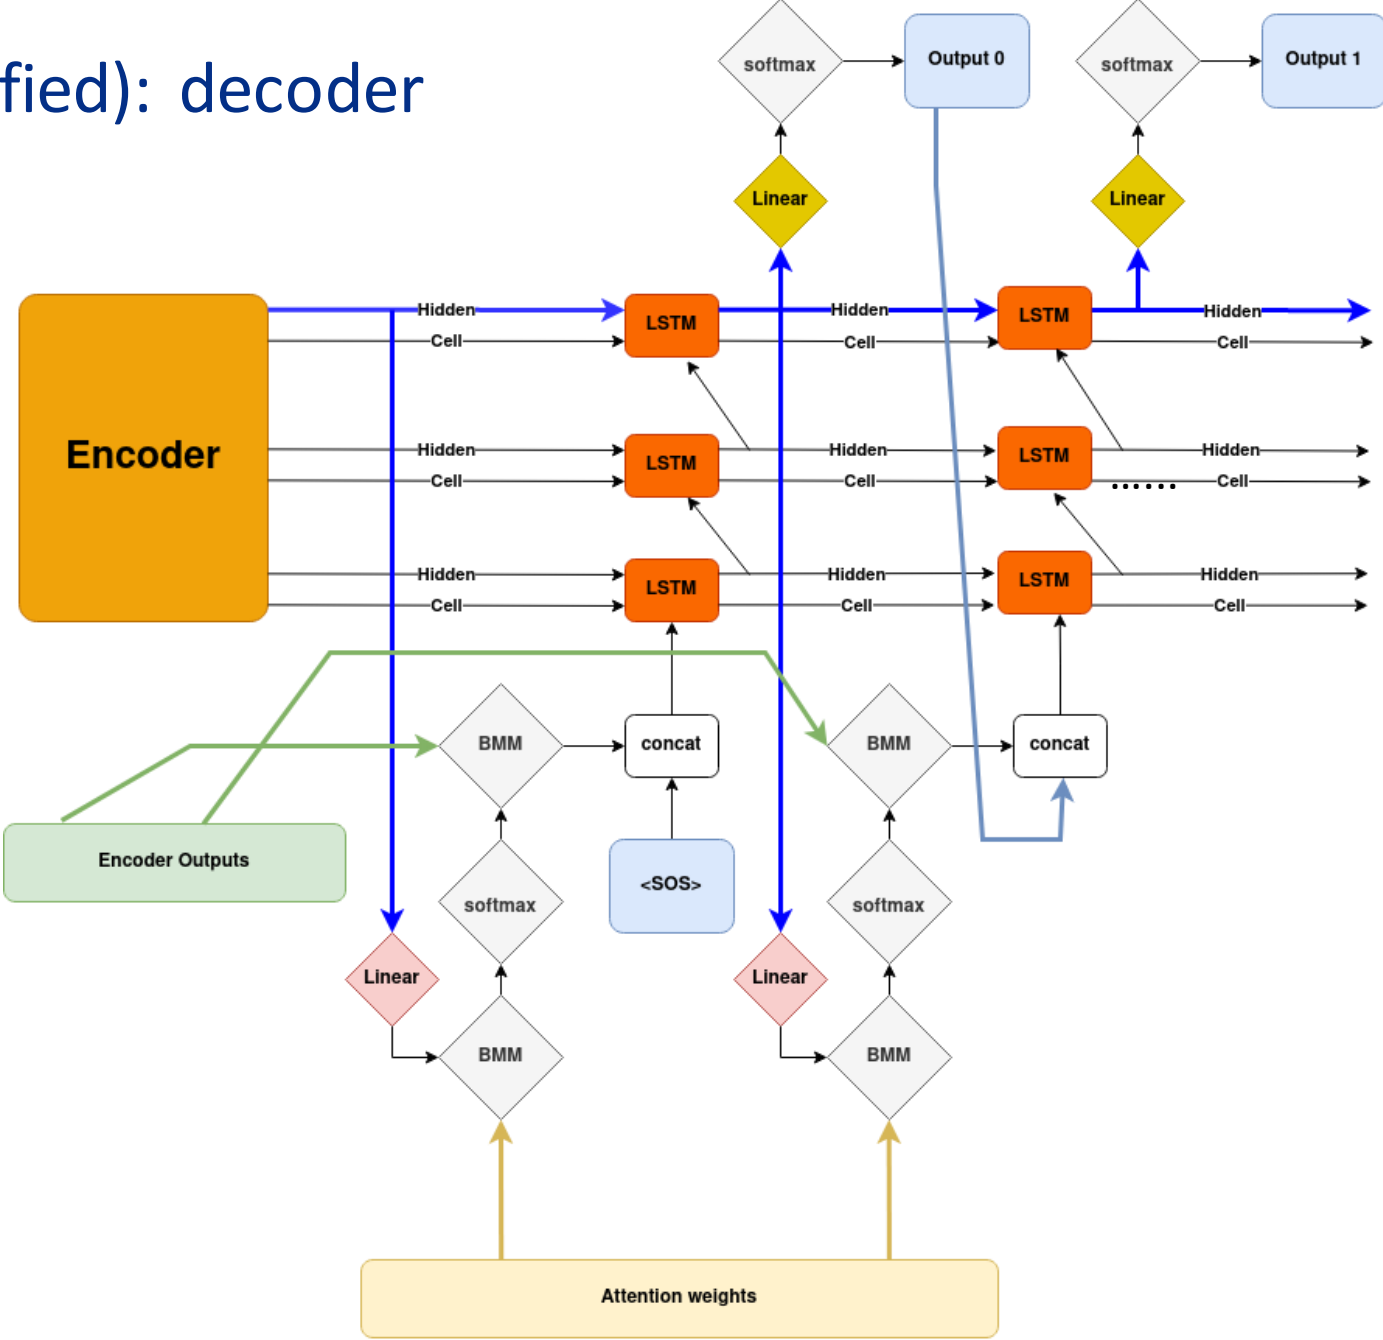 fied): decoder
softmax
Output 0
softmax
Output 1
Linear
Linear
Hidden
LSTM
Hidden
LSTM
Hidden
Cell
Cell
Cell
Encoder
Hidden
LSTM
Hidden
LSTM
Hidden
Cell
Cell
......
Cell
Hidden
LSTM
Hidden
LSTM
Hidden
Cell
Cell
Cell
BMM
concat
BMM
concat
Encoder Outputs
softmax
<SOS>
softmax
Linear
Linear
BMM
BMM
Attention weights